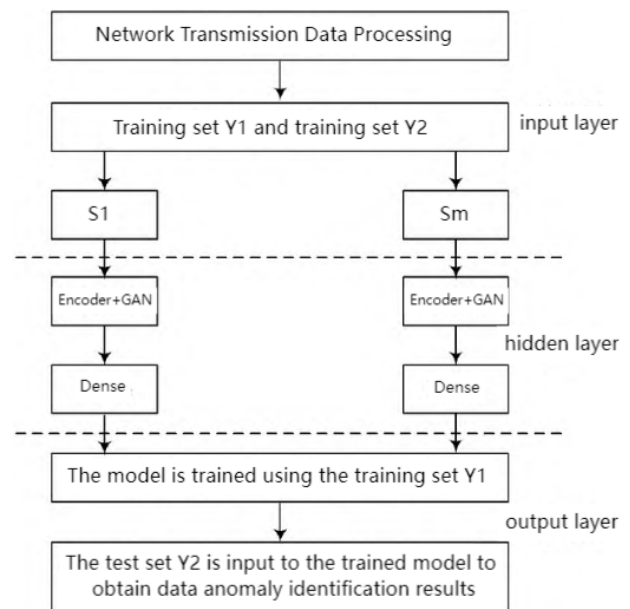 Network Transmission Data Processing
Training set Y1 and training set Y2
input layer
S1
Sm
Encoder+GAN
Encoder+GAN
hidden layer
Dense
Dense
The model is trained using the training set Y1
output layer
The test set Y2 is input to the trained model to
obtain data anomaly identification results